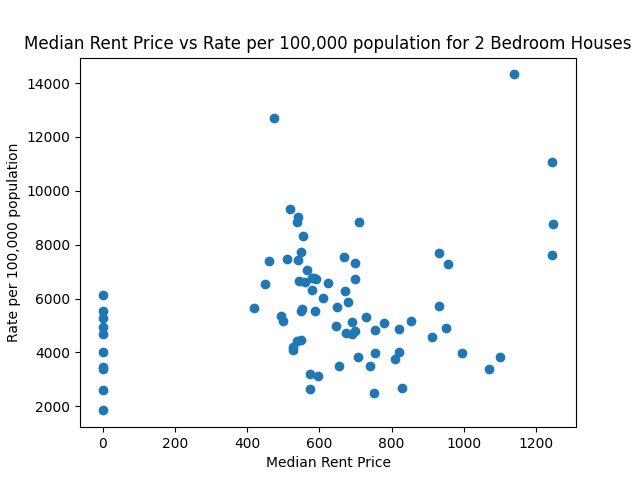 Median Rent Price vs Rate per 100,000 population for 2 Bedroom Houses
Rate per 100,000 population
14000
12000
10000
8000
6000
4000
2000
0 200 400 600 800 1000 1200
Median Rent Price